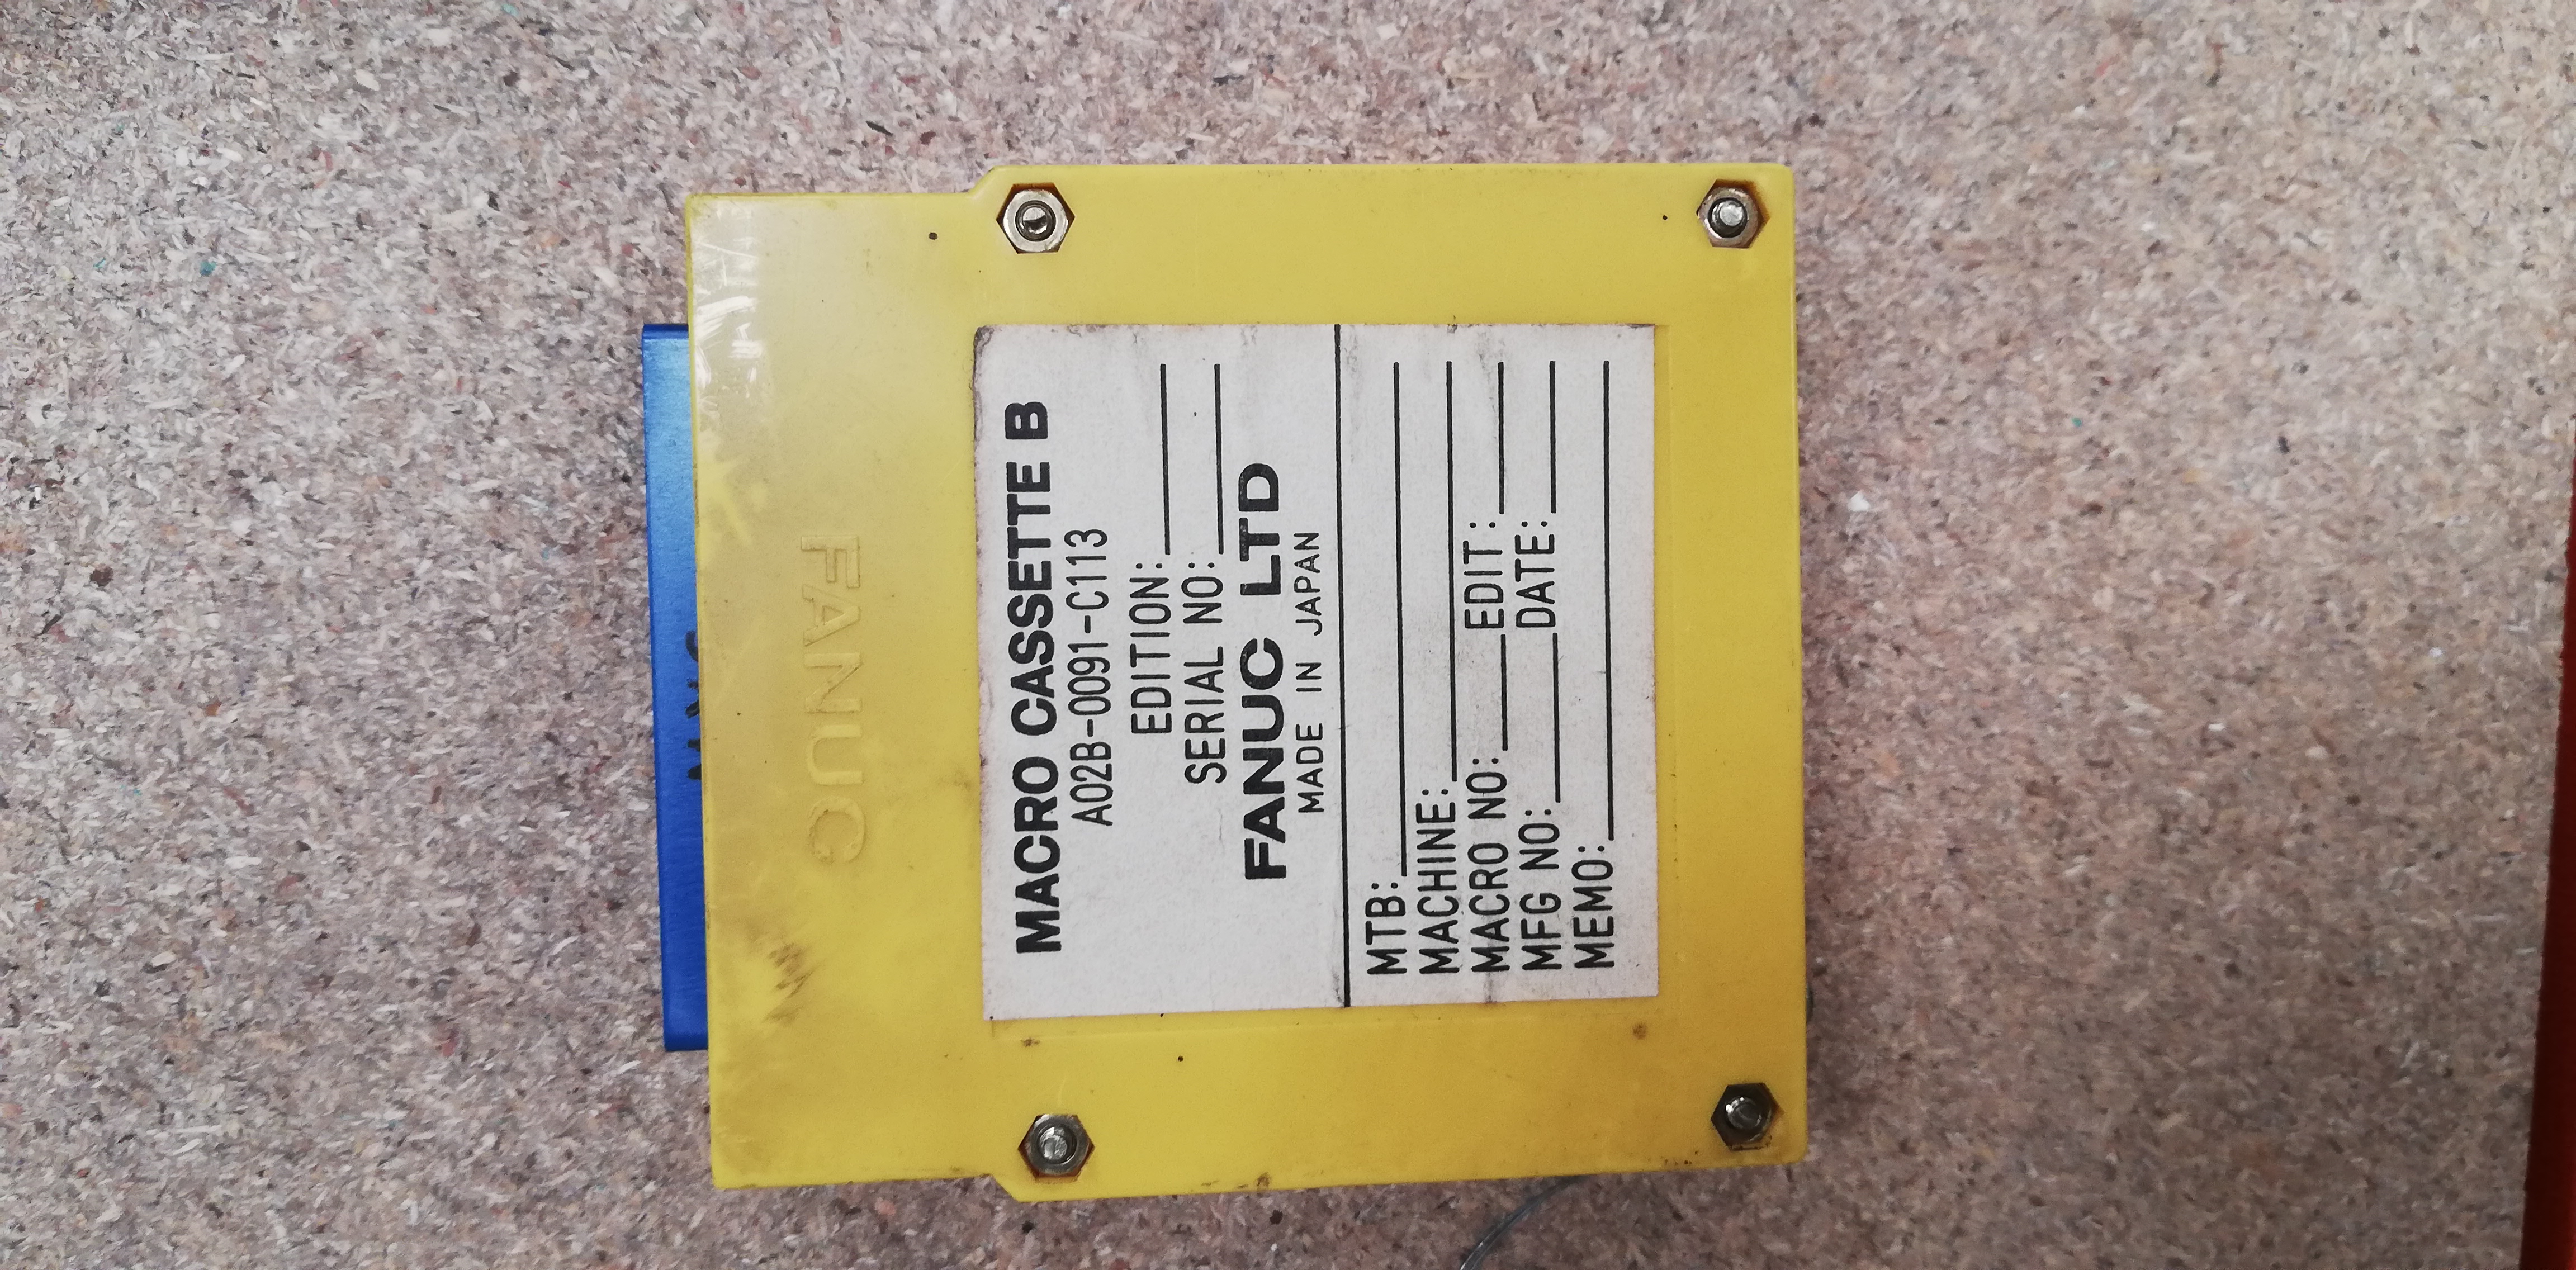 FANUC
MACRO CASSETTE B
A02B-0091-C113
EDITION:
SERIAL NO:
FANUC LTD
MADE IN JAPAN
MTB:
MACHINE:
MACRO NO: EDIT:
MFG NO: DATE:
MEMO: